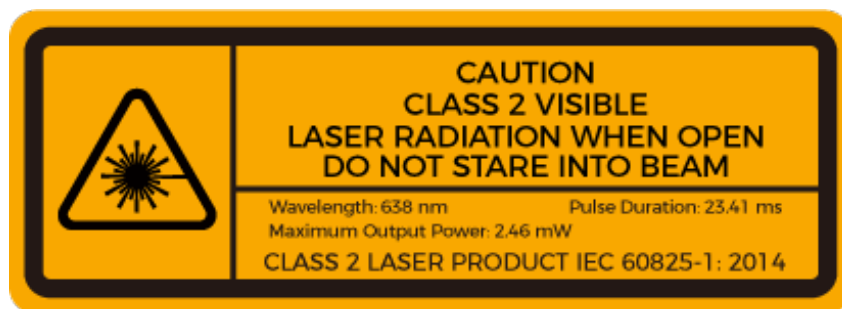 CAUTION
CLASS 2 VISIBLE
LASER RADIATION WHEN OPEN
DO NOT STARE INTO BEAM
Wavelength: 638 nm Pulse Duration: 23.41 ms
Maximum Output Power: 2.46 mW
CLASS 2 LASER PRODUCT IEC 60825-1: 2014